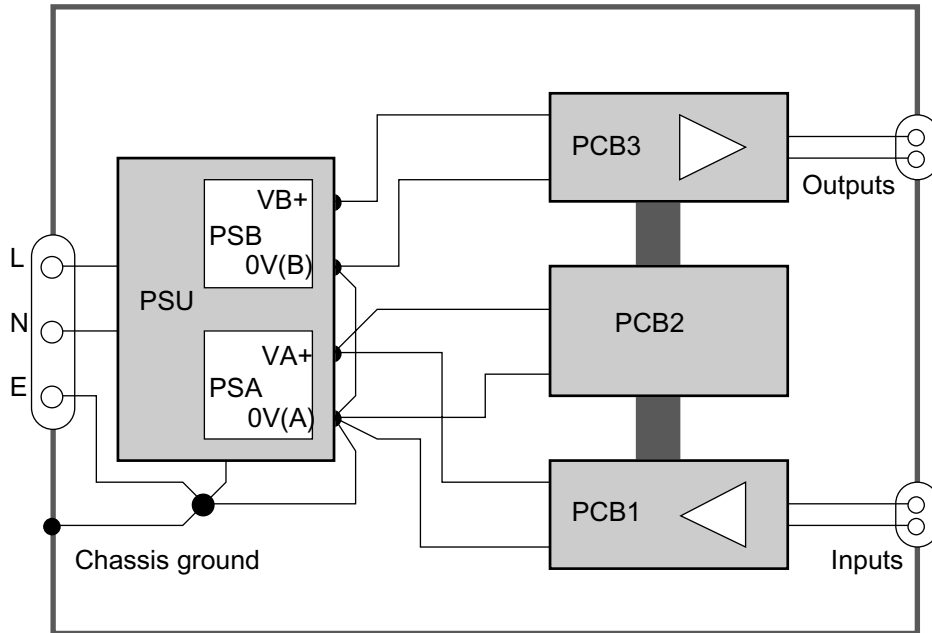 PCB3
Outputs
VB+
PSB
0V(B)
L
PSU
N
PCB2
VA+
E
PSA
0V(A)
PCB1
Chassis ground
Inputs